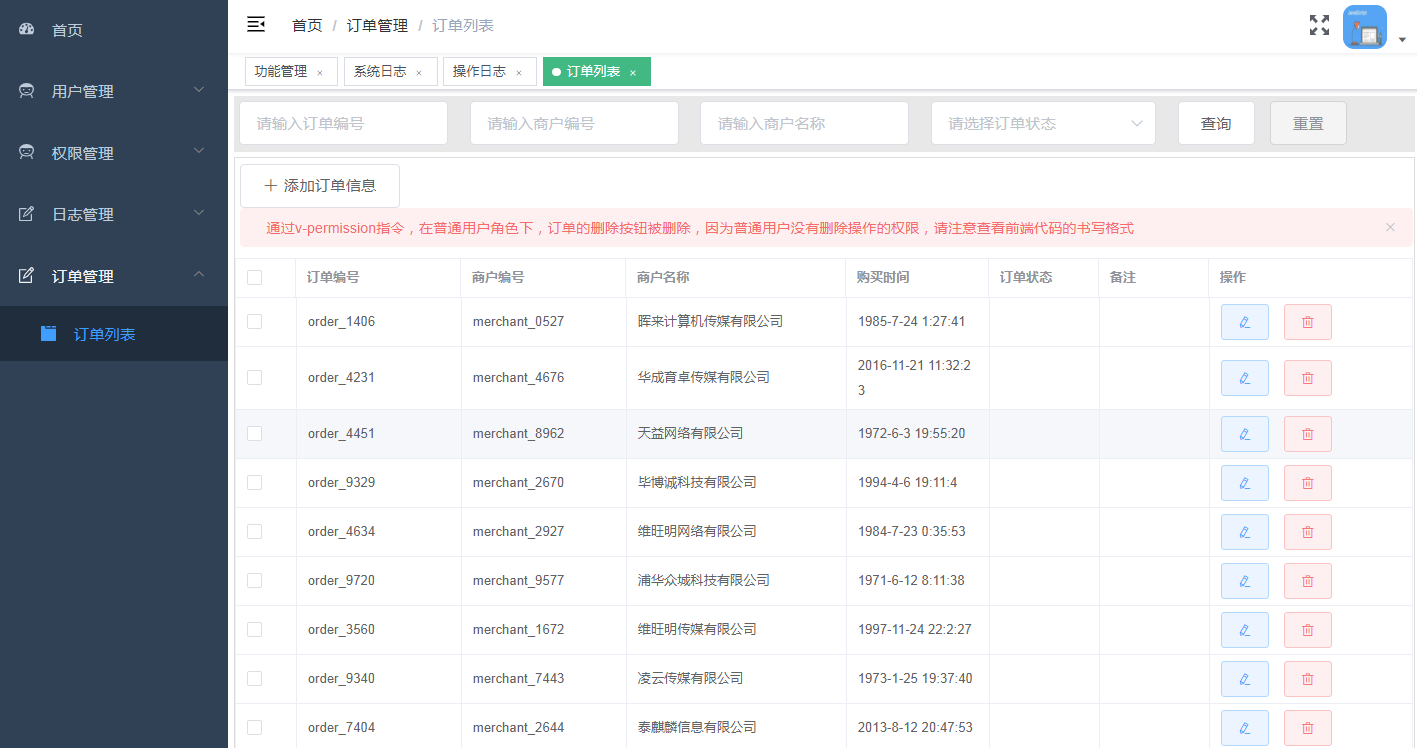 首页
用户管理
权限管理
日志管理
订单管理
订单列表
首页 / 订单管理 / 订单列表
功能管理 × 系统日志 × 操作日志 × 订单列表 ×
请输入订单编号 请输入商户编号 请输入商户名称 请选择订单状态 查询 重置
添加订单信息
通过v-permission指令，在普通用户角色下，订单的删除按钮被删除，因为普通用户没有删除操作的权限，请注意查看前端代码的书写格式
订单编号 商户编号 商户名称 购买时间 订单状态 备注 操作
order_1406 merchant_0527 晖来计算机传媒有限公司 1985-7-24 1:27:41
order_4231 merchant_4676 华成育卓传媒有限公司 2016-11-21 11:32:2
3
order_4451 merchant_8962 天益网络有限公司 1972-6-3 19:55:20
order_9329 merchant_2670 毕博诚科技有限公司 1994-4-6 19:11:4
order_4634 merchant_2927 维旺明网络有限公司 1984-7-23 0:35:53
order_9720 merchant_9577 浦华众城科技有限公司 1971-6-12 8:11:38
order_3560 merchant_1672 维旺明传媒有限公司 1997-11-24 22:2:27
order_9340 merchant_7443 凌云传媒有限公司 1973-1-25 19:37:40
order_7404 merchant_2644 泰麒麟信息有限公司 2013-8-12 20:47:53